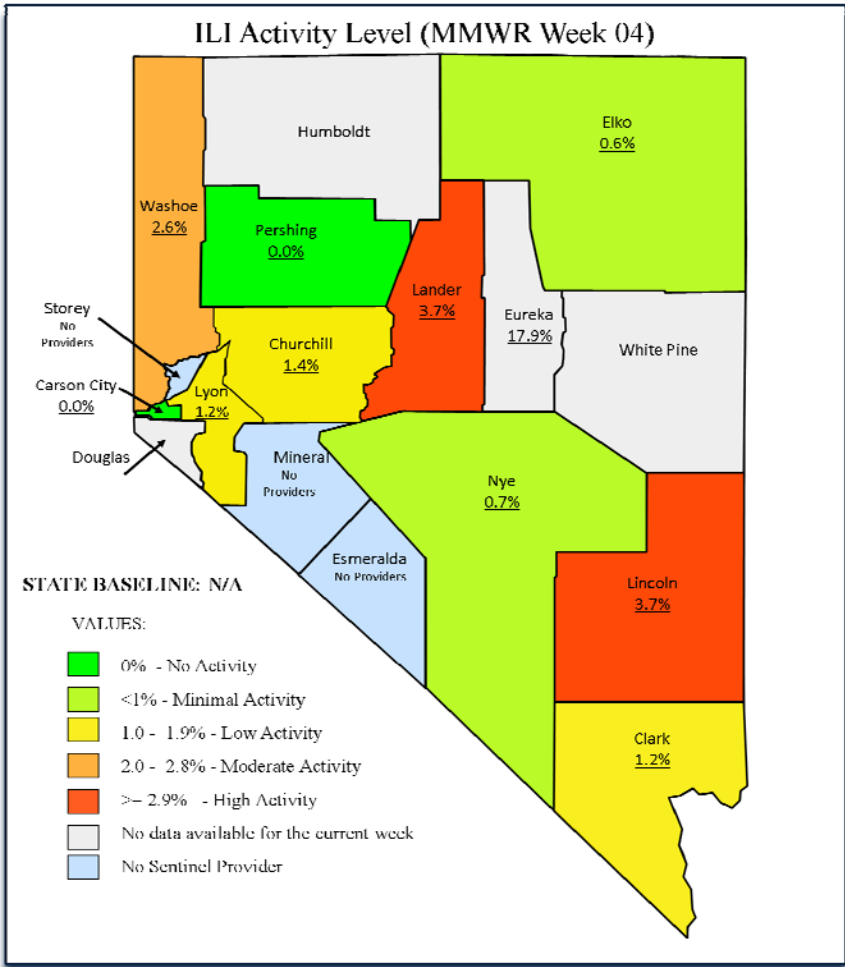 ILI Activity Level (MMWR Week 04)
Humboldt
Elko
0.6%
Washoe
2.6%
Pershing
0.0%
Lander
3.7%
Eureka
17.9%
White Pine
Storey
No
Providers
Churchill
1.4%
Carson City
0.0%
Lyon
1.2%
Douglas
Mineral
No
Providers
Nye
0.7%
Esmeralda
No Providers
Lincoln
3.7%
Clark
1.2%
STATE BASELINE: N/A
VALUES:
0% - No Activity
<1% - Minimal Activity
1.0 - 1.9% - Low Activity
2.0 - 2.8% - Moderate Activity
>= 2.9% - High Activity
No data available for the current week
No Sentinel Provider